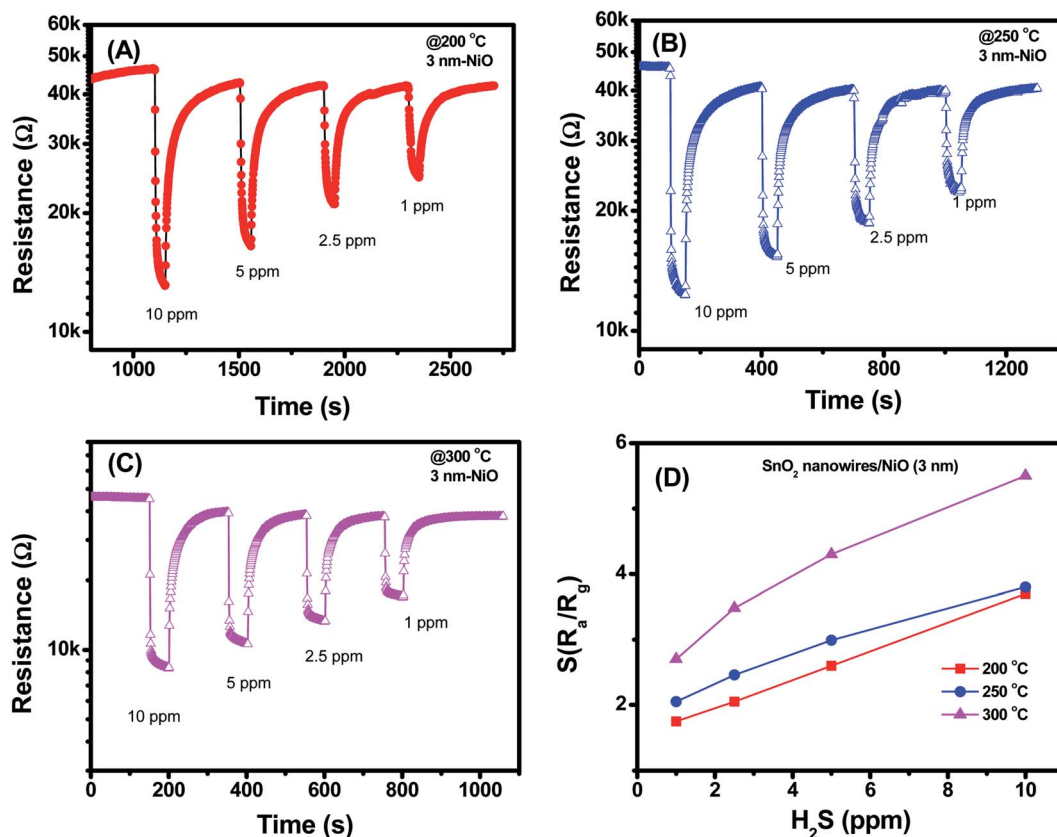 (A)
@200 °C
3 nm-NiO
60k
50k
40k
30k
20k
10k
Resistance (Ω)
10 ppm
5 ppm
2.5 ppm
1 ppm
1000 1500 2000 2500
Time (s)
(B)
@250 °C
3 nm-NiO
60k
50k
40k
30k
20k
10k
Resistance (Ω)
10 ppm
5 ppm
2.5 ppm
1 ppm
0 400 800 1200
Time (s)
(C)
@300 °C
3 nm-NiO
10k
Resistance (Ω)
10 ppm
5 ppm
2.5 ppm
1 ppm
0 200 400 600 800 1000
Time (s)
(D)
SnO₂ nanowires/NiO (3 nm)
6
4
2
S(Rₐ/R_g)
200 °C
250 °C
300 °C
0 2 4 6 8 10
H₂S (ppm)